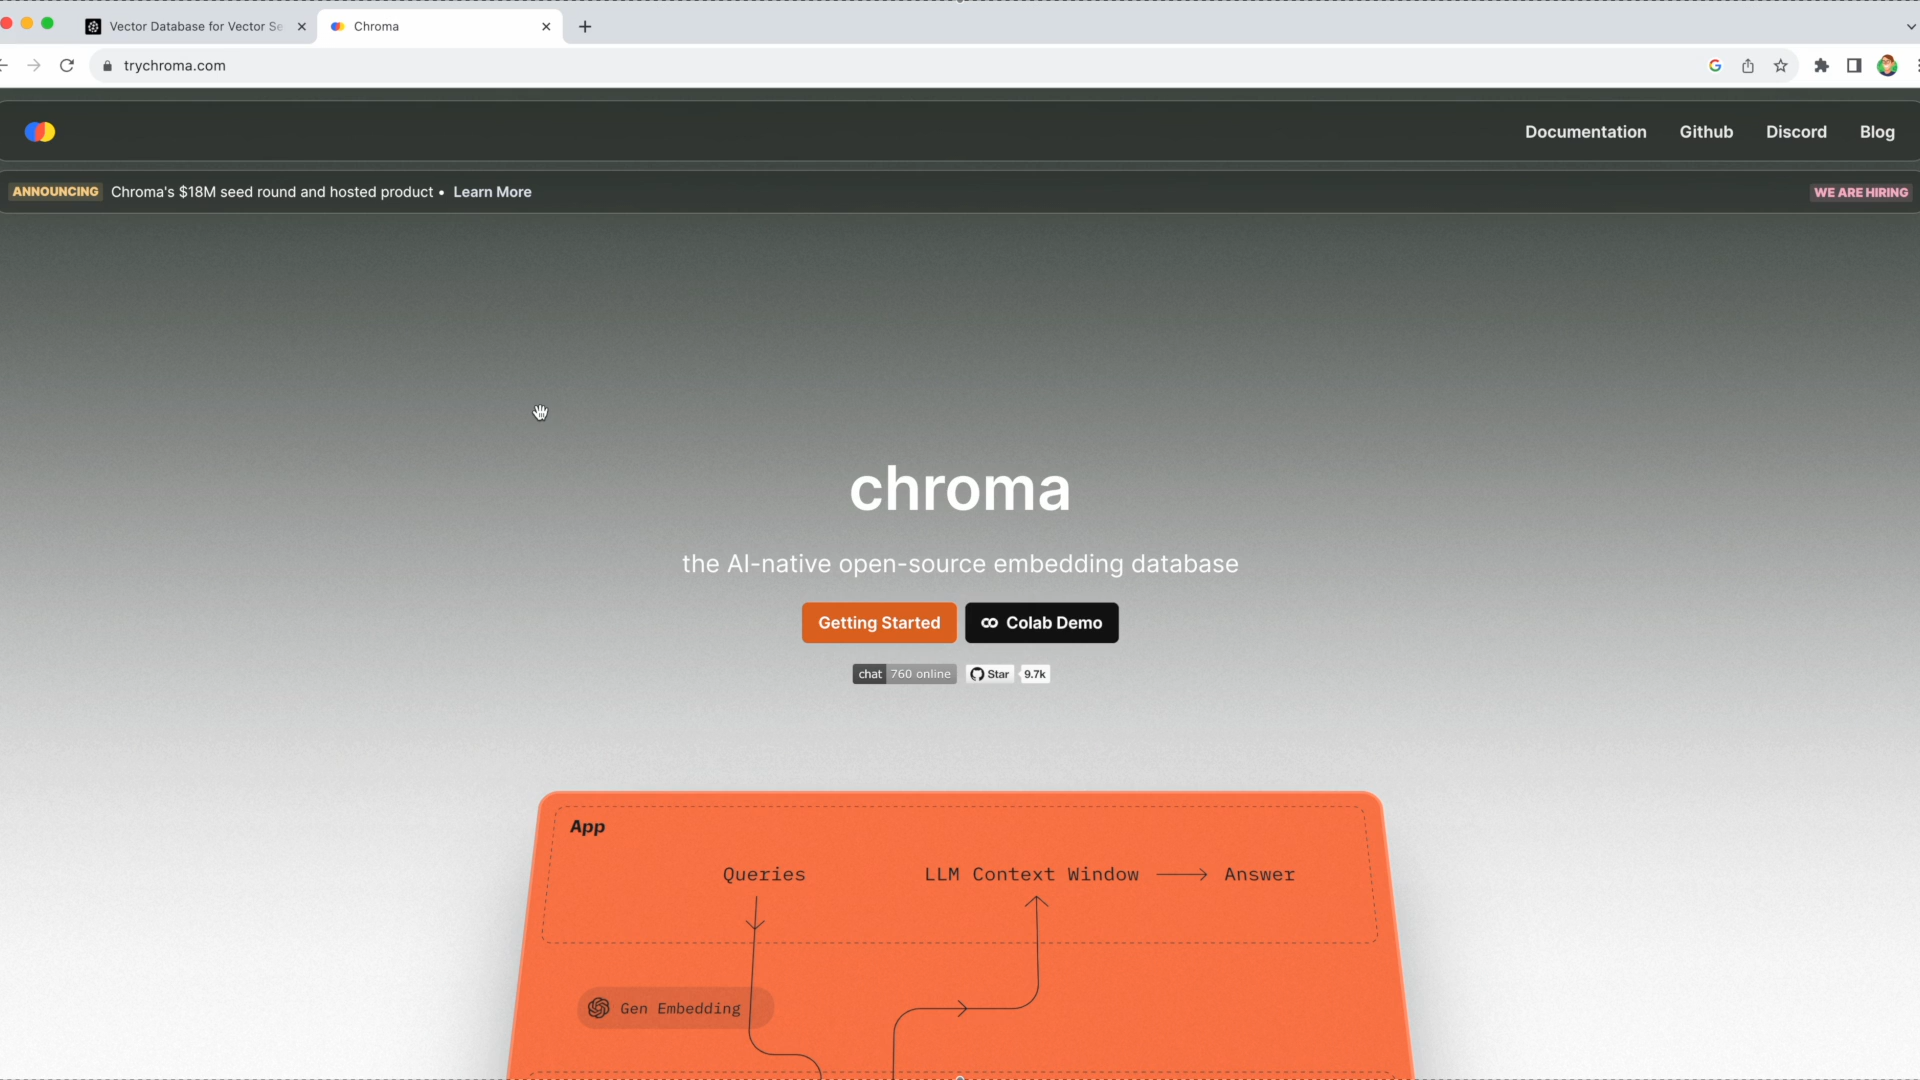 Vector Database for Vector Se
Chroma
trychroma.com
Documentation
Github
Discord
Blog
ANNOUNCING Chroma's $18M seed round and hosted product • Learn More
WE ARE HIRING
chroma
the AI-native open-source embedding database
Getting Started
Colab Demo
chat 760 online
Star 9.7k
App
Queries
LLM Context Window
Answer
Gen Embedding